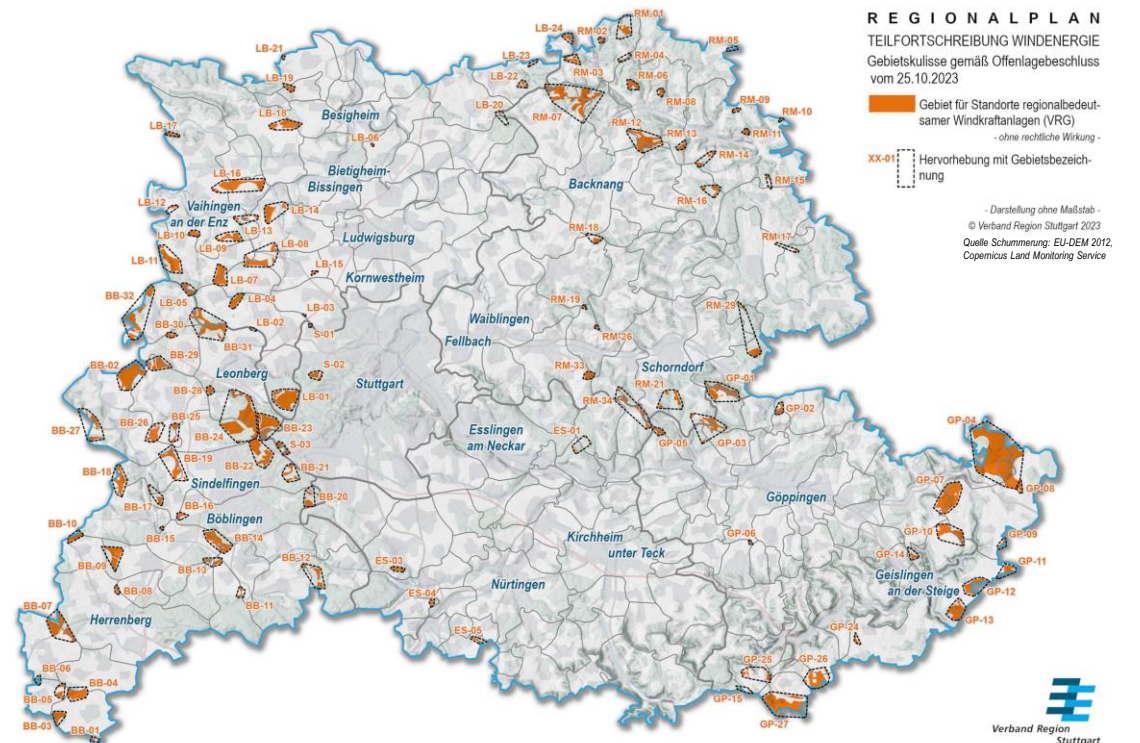 REGIONALPLAN
TEILFORTSCHREIBUNG WINDENERGIE
Gebietskulisse gemäß Offenlagebeschluss
vom 25.10.2023
Gebiet für Standorte regionalbedeut-
samer Windkraftanlagen (VRG)
- ohne rechtliche Wirkung -
XX-01
Hervorhebung mit Gebietsbezeich-
nung
- Darstellung ohne Maßstab -
© Verband Region Stuttgart 2023
Quelle Schummerung: EU-DEM 2012,
Copernicus Land Monitoring Service
RM-01
LB-24
RM-02
RM-05
LB-21
LB-23
RM-04
LB-19
LB-22
RM-03
RM-06
RM-08
LB-20
RM-07
RM-09
RM-10
LB-18
Besigheim
LB-17
LB-06
RM-12
RM-13
RM-11
RM-14
Bietigheim-
Bissingen
LB-16
Backnang
RM-15
RM-16
LB-12
Vaihingen
an der Enz
LB-14
LB-13
LB-10
LB-09
LB-08
Ludwigsburg
RM-18
RM-17
LB-11
LB-07
LB-15
Kornwestheim
BB-32
LB-05
LB-04
LB-03
LB-02
S-01
BB-30
BB-31
RM-19
RM-26
RM-29
Waiblingen
Fellbach
BB-02
BB-29
Leonberg
S-02
Stuttgart
Schorndorf
RM-33
RM-21
GP-01
BB-28
LB-01
RM-34
GP-02
BB-27
BB-26
BB-25
BB-24
BB-23
S-03
Esslingen
am Neckar
ES-01
GP-05
GP-03
GP-04
BB-19
BB-22
BB-21
BB-18
Sindelfingen
BB-20
GP-08
GP-07
Göppingen
BB-17
BB-16
Böblingen
BB-10
BB-15
BB-14
Kirchheim
unter Teck
GP-06
GP-10
GP-09
GP-14
BB-09
BB-13
BB-12
ES-03
GP-11
Nürtingen
Geislingen
an der Steige
GP-12
BB-08
BB-11
ES-04
GP-13
BB-07
Herrenberg
ES-05
GP-24
BB-06
GP-25
GP-26
BB-04
BB-05
GP-15
BB-03
BB-01
GP-27
Verband Region
Stuttgart